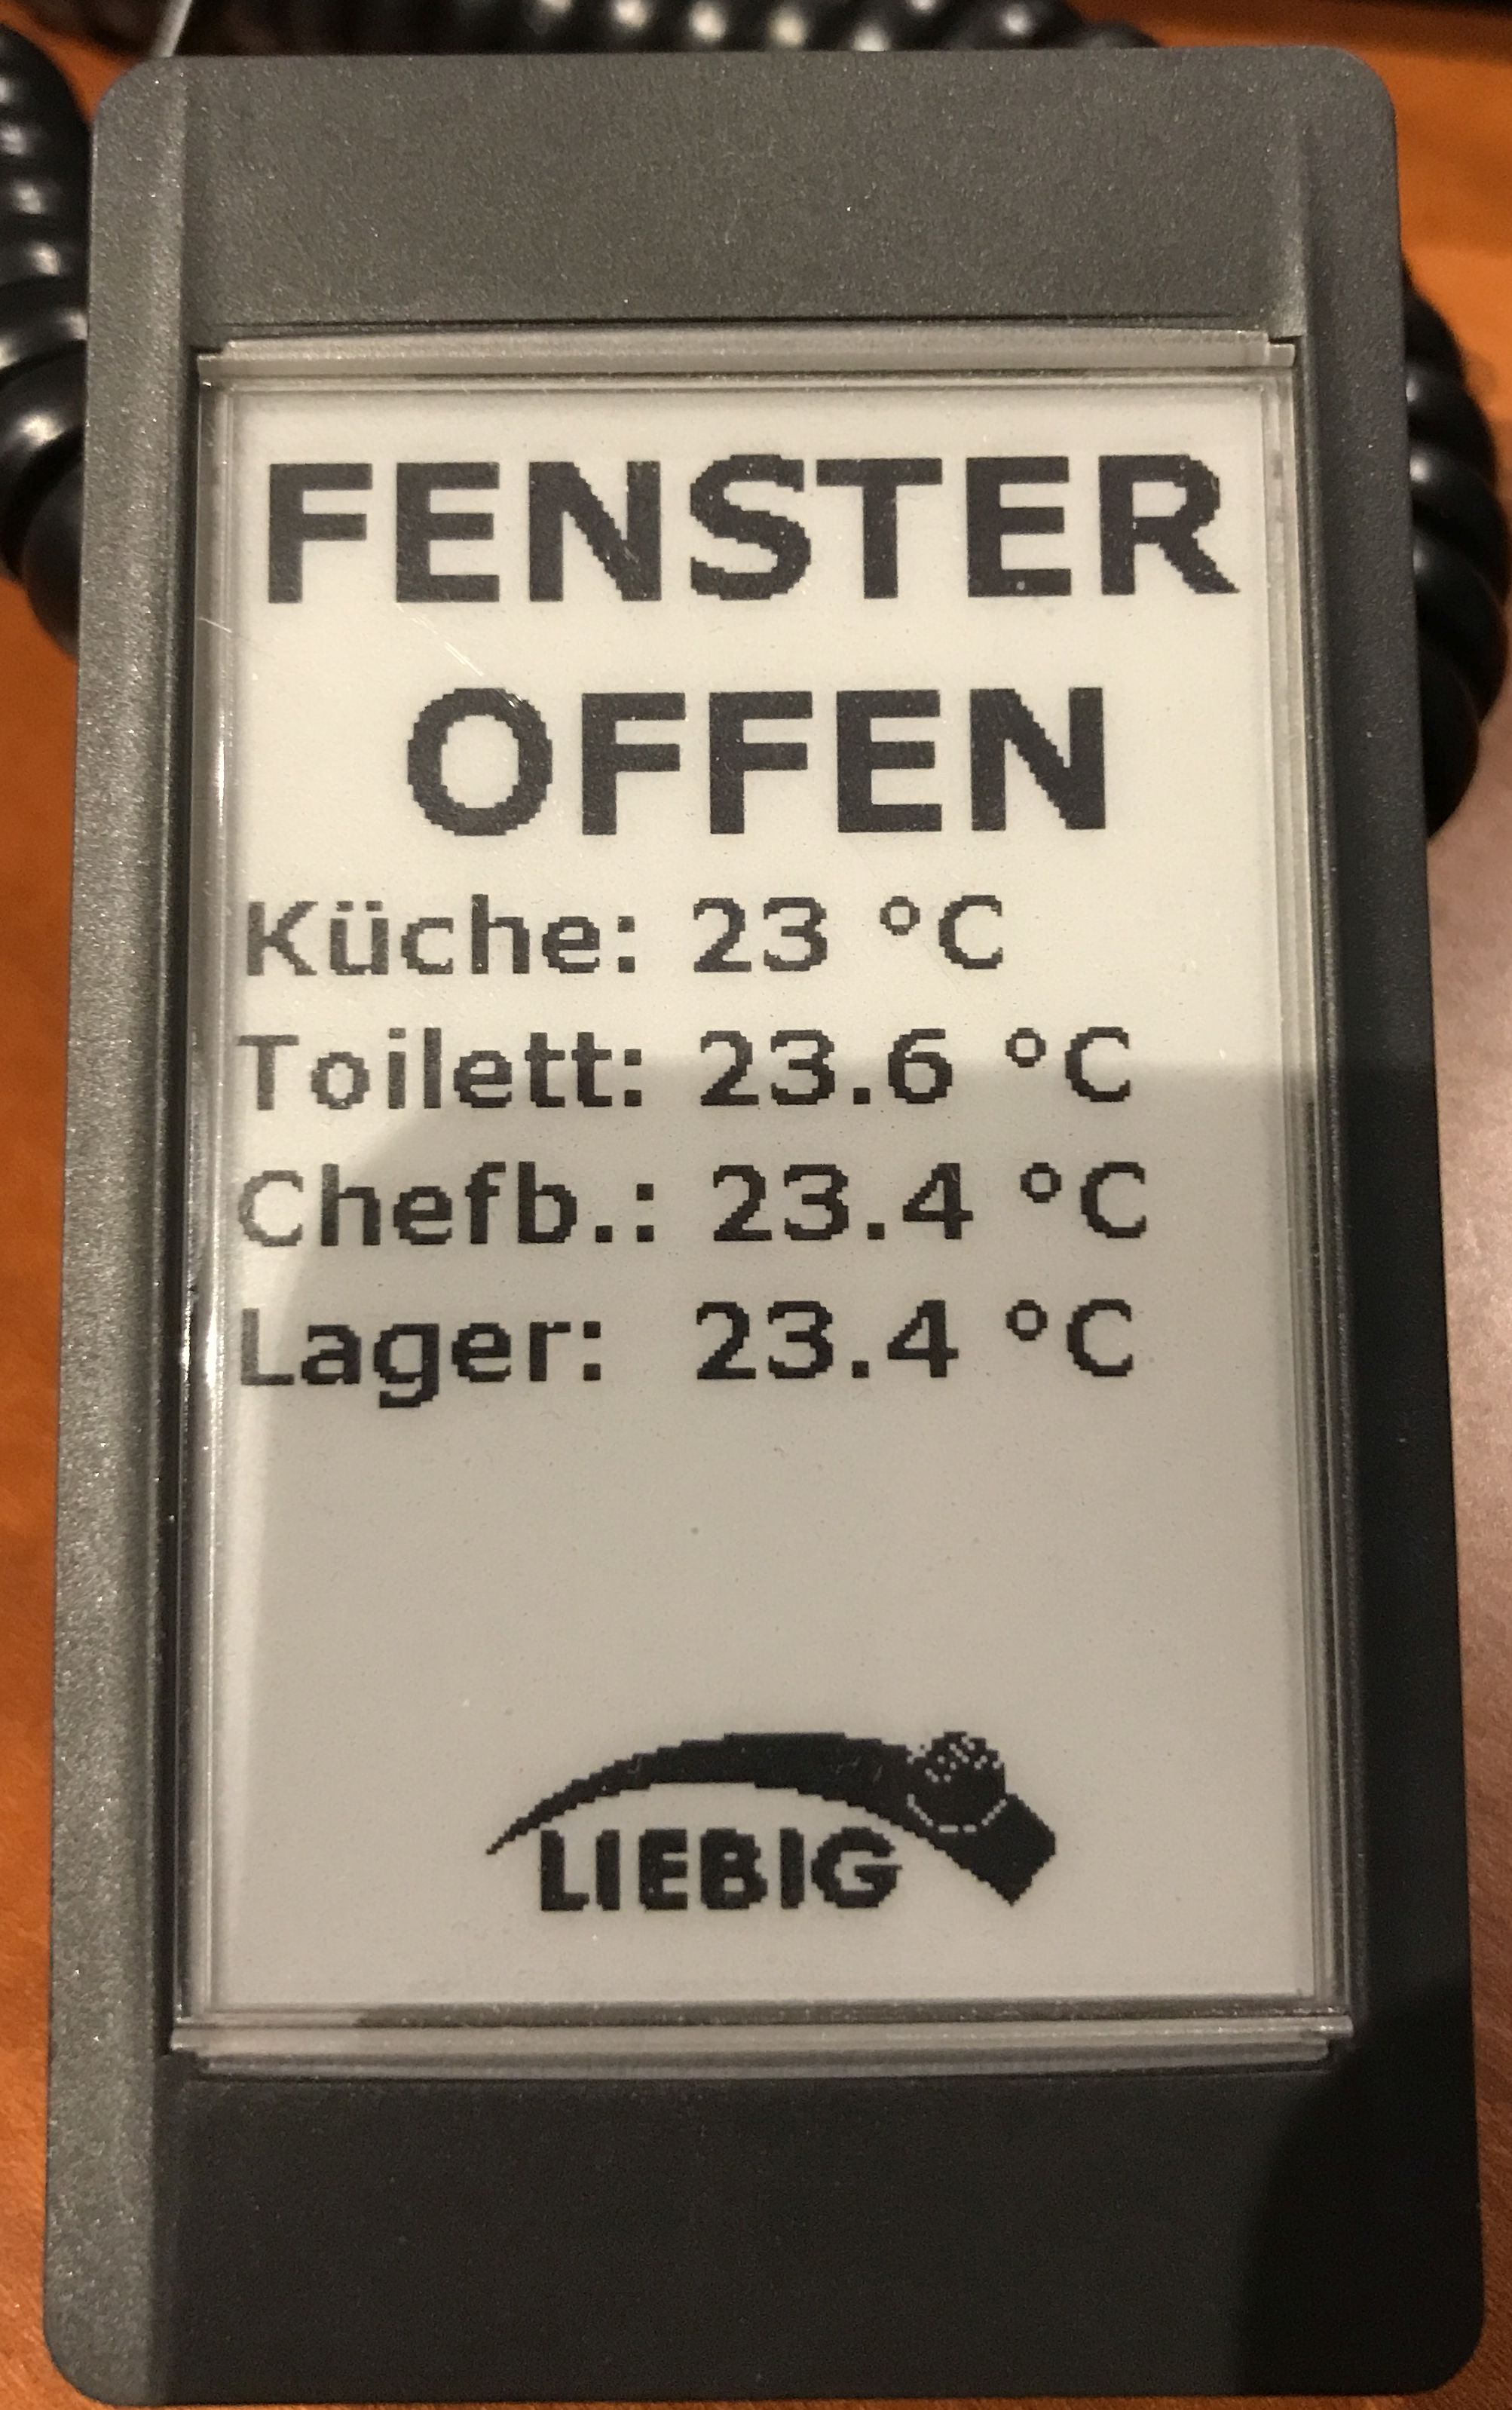 FENSTER
OFFEN
Küche: 23 °C
Toilett: 23.6 °C
Chefb.: 23.4 °C
Lager: 23.4 °C
LIEBIG